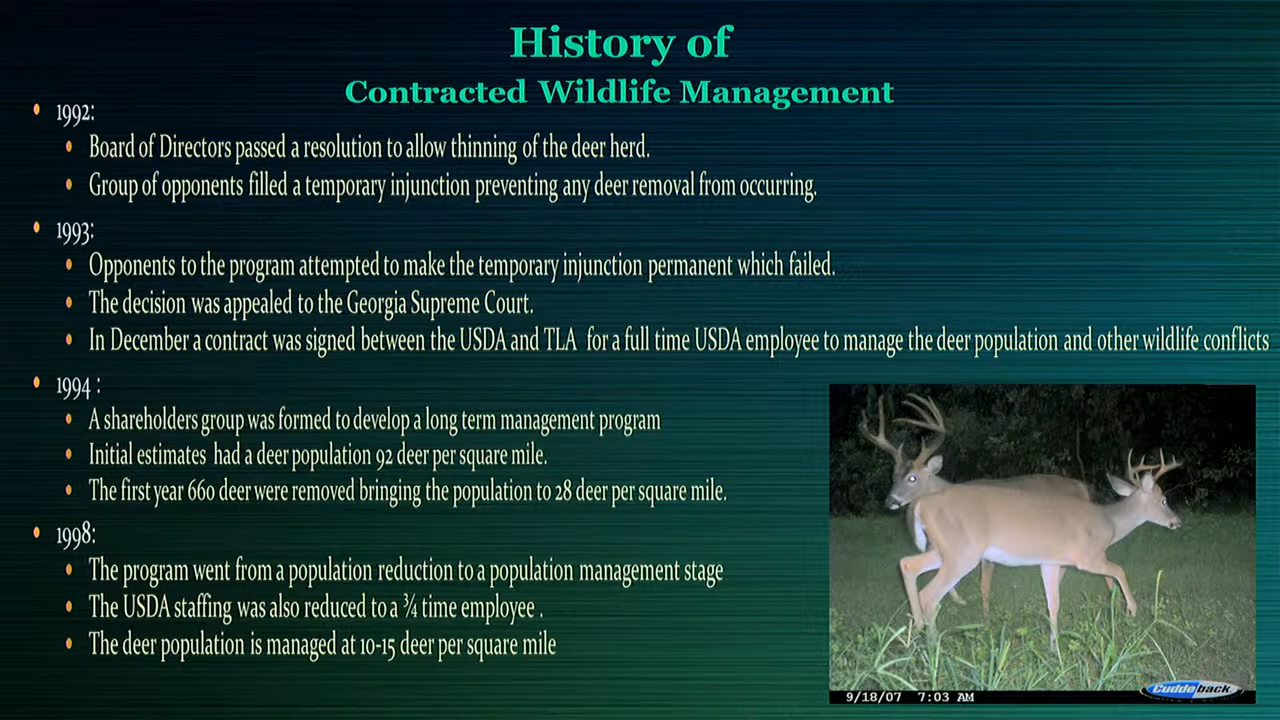 History of
Contracted Wildlife Management
• 1992:
• Board of Directors passed a resolution to allow thinning of the deer herd.
• Group of opponents filled a temporary injunction preventing any deer removal from occurring.
• 1993:
• Opponents to the program attempted to make the temporary injunction permanent which failed.
• The decision was appealed to the Georgia Supreme Court.
• In December a contract was signed between the USDA and TLA for a full time USDA employee to manage the deer population and other wildlife conflicts
• 1994 :
• A shareholders group was formed to develop a long term management program
• Initial estimates had a deer population 92 deer per square mile.
• The first year 660 deer were removed bringing the population to 28 deer per square mile.
• 1998:
• The program went from a population reduction to a population management stage
• The USDA staffing was also reduced to a ¾ time employee .
• The deer population is managed at 10-15 deer per square mile
9/18/07 7:03 AM
Cuddeback